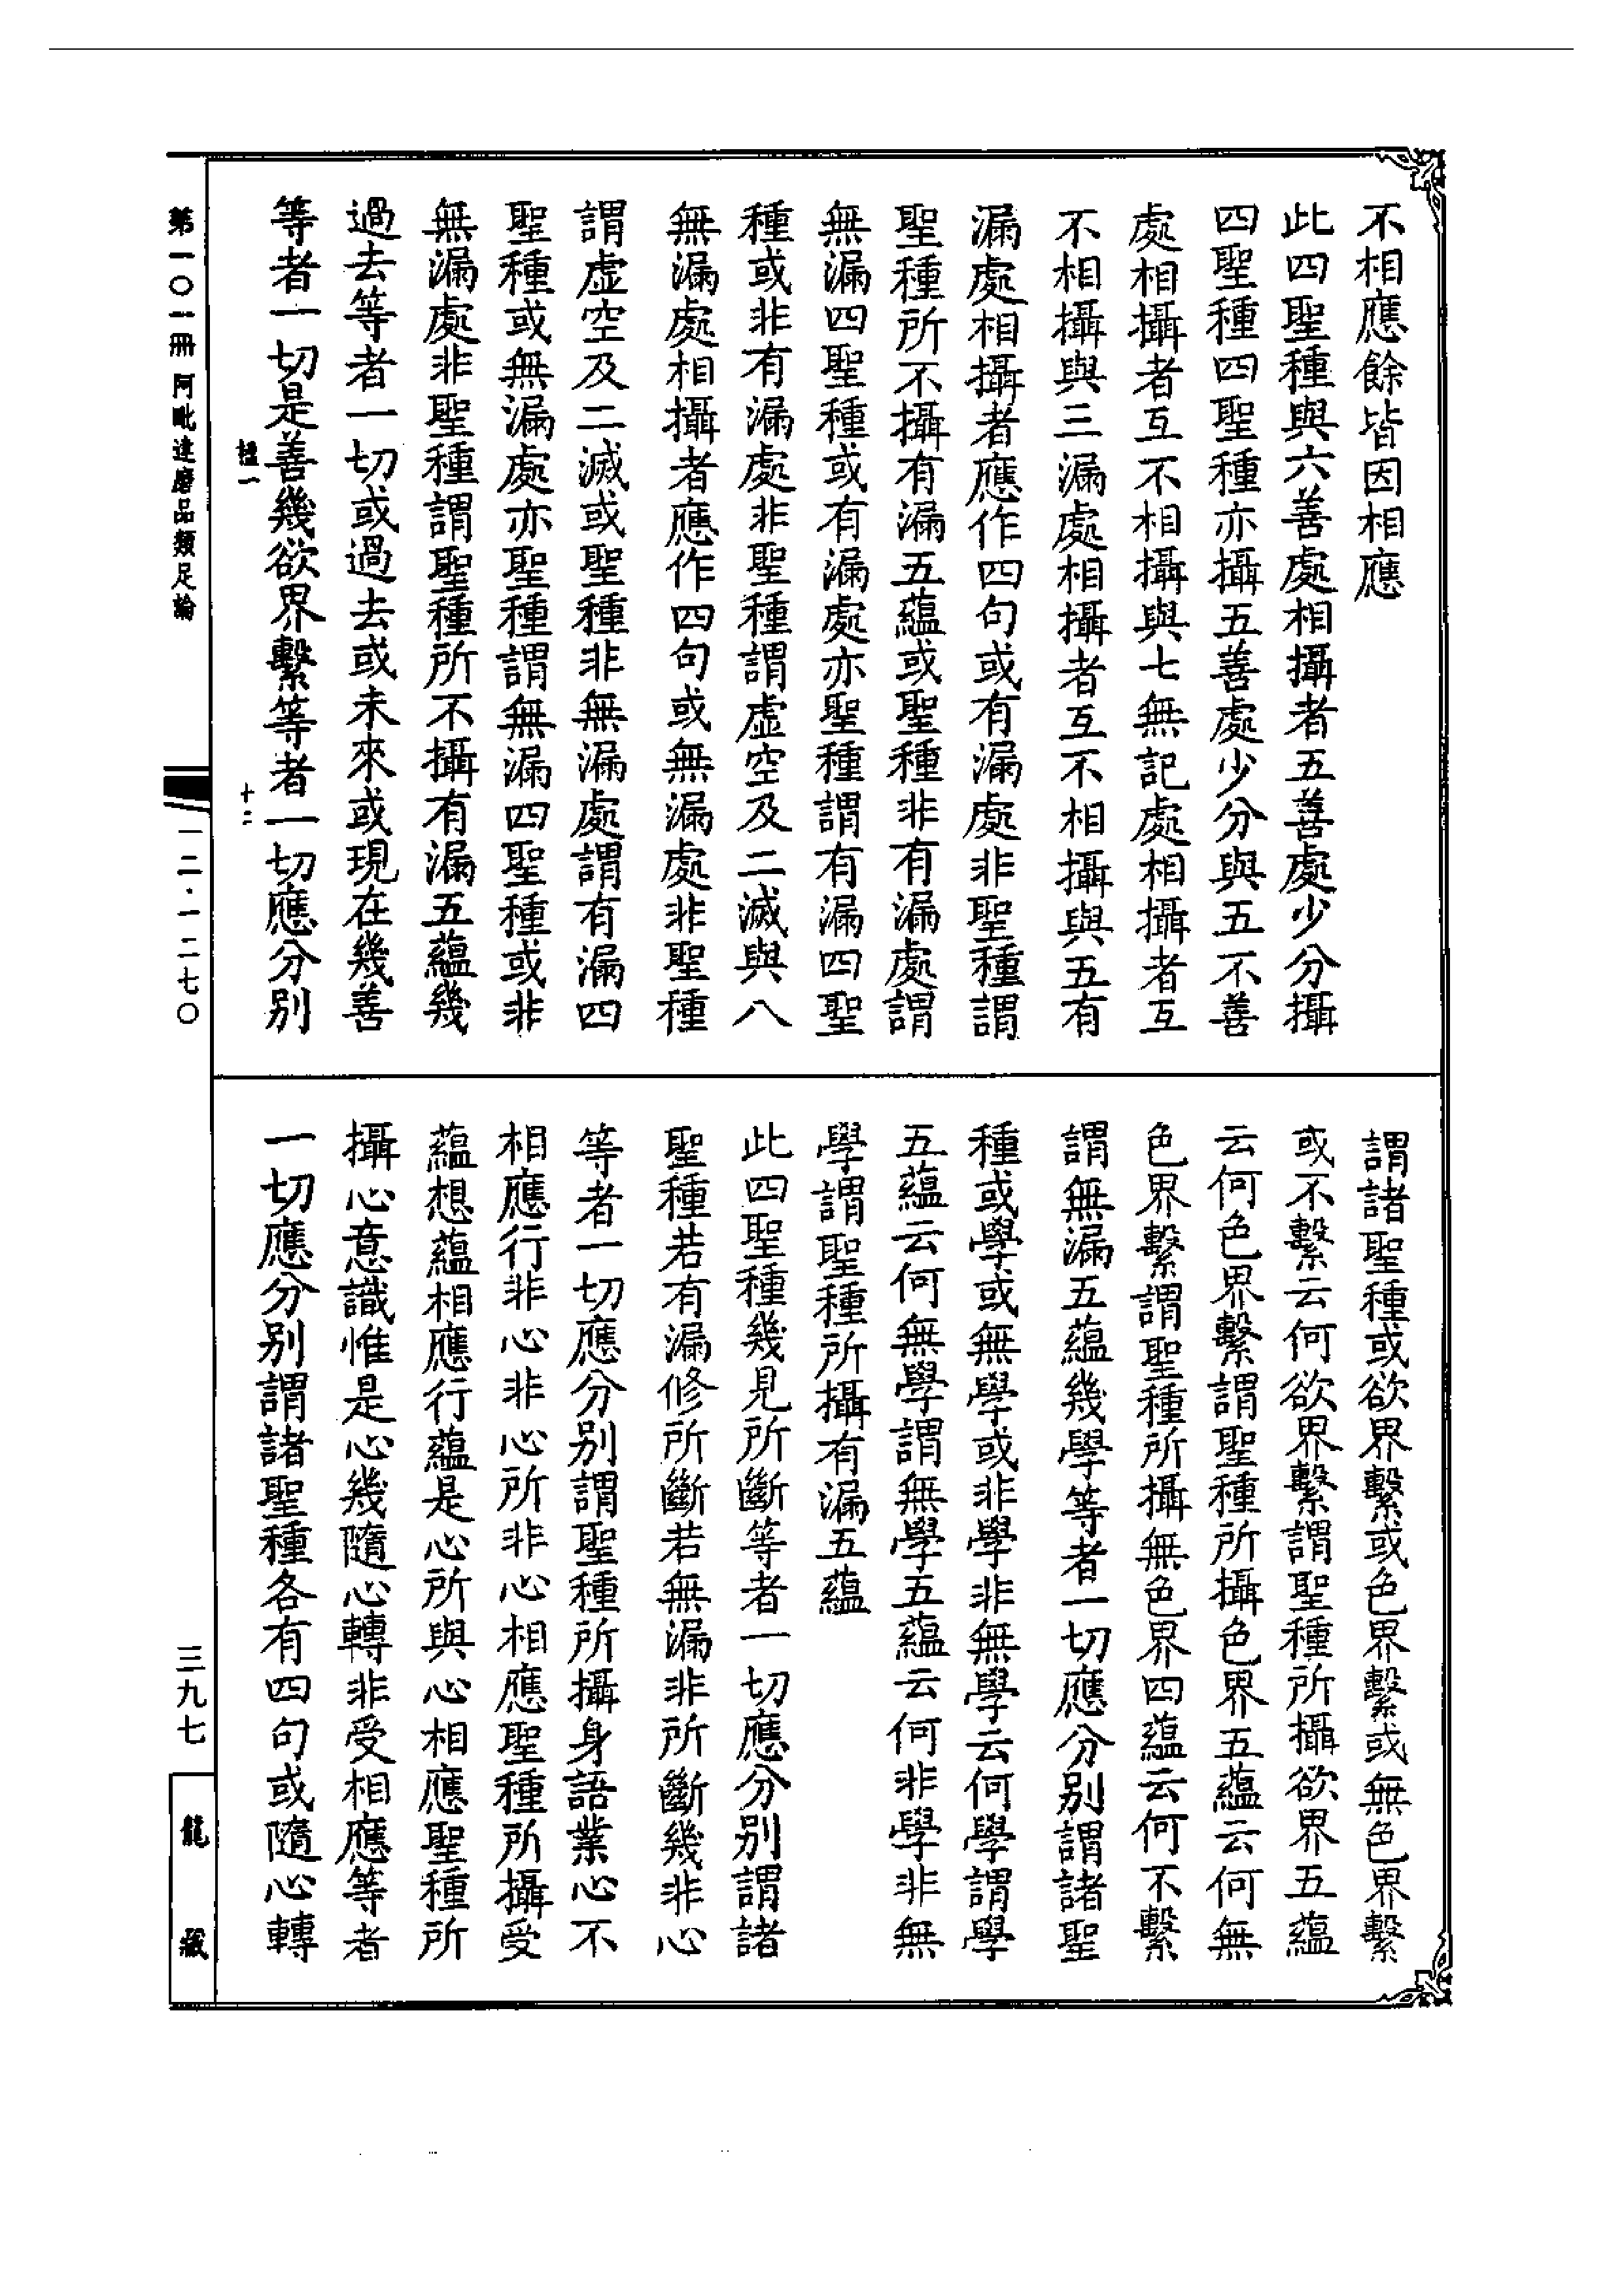 不相應餘皆因相應
此四聖種與六善處相攝者五善處少分攝
四聖種四聖種亦攝五善處少分與五不善
處相攝者互不相攝與七無記處相攝者互
不相攝與三漏處相攝者互不相攝與五有
漏處相攝者應作四句或有漏處非聖種謂
聖種所不攝有漏五蘊或聖種非有漏處謂
無漏四聖種或有漏處亦聖種謂有漏四聖
種或非有漏處非聖種謂虛空及二滅與八
無漏處相攝者應作四句或無漏處非聖種
謂虛空及二滅或聖種非無漏處謂有漏四
聖種或無漏處亦聖種謂無漏四聖種或非
無漏處非聖種謂聖種所不攝有漏五蘊幾
過去等者一切或過去或未來或現在幾善
等者一切是善幾欲界繫等者一切應分別
謂諸聖種或欲界繫或色界繫或無色界繫
或不繫云何欲界繫謂聖種所攝欲界五蘊
云何色界繫謂聖種所攝色界五蘊云何無
色界繫謂聖種所攝無色界四蘊云何不繫
謂無漏五蘊幾學等者一切應分別謂諸聖
種或學或無學或非學非無學云何學謂學
五蘊云何無學謂無學五蘊云何非學非無
學謂聖種所攝有漏五蘊
此四聖種幾見所斷等者一切應分別謂諸
聖種若有漏修所斷若無漏非所斷幾非心
等者一切應分別謂聖種所攝身語業心不
相應行非心非心所非心相應聖種所攝受
蘊想蘊相應行蘊是心所與心相應聖種所
攝心意識惟是心幾隨心轉非受相應等者
一切應分別謂諸聖種各有四句或隨心轉
十二
第一〇一冊 阿毗達磨品類足論
一二·一二七〇
三九七
龍藏